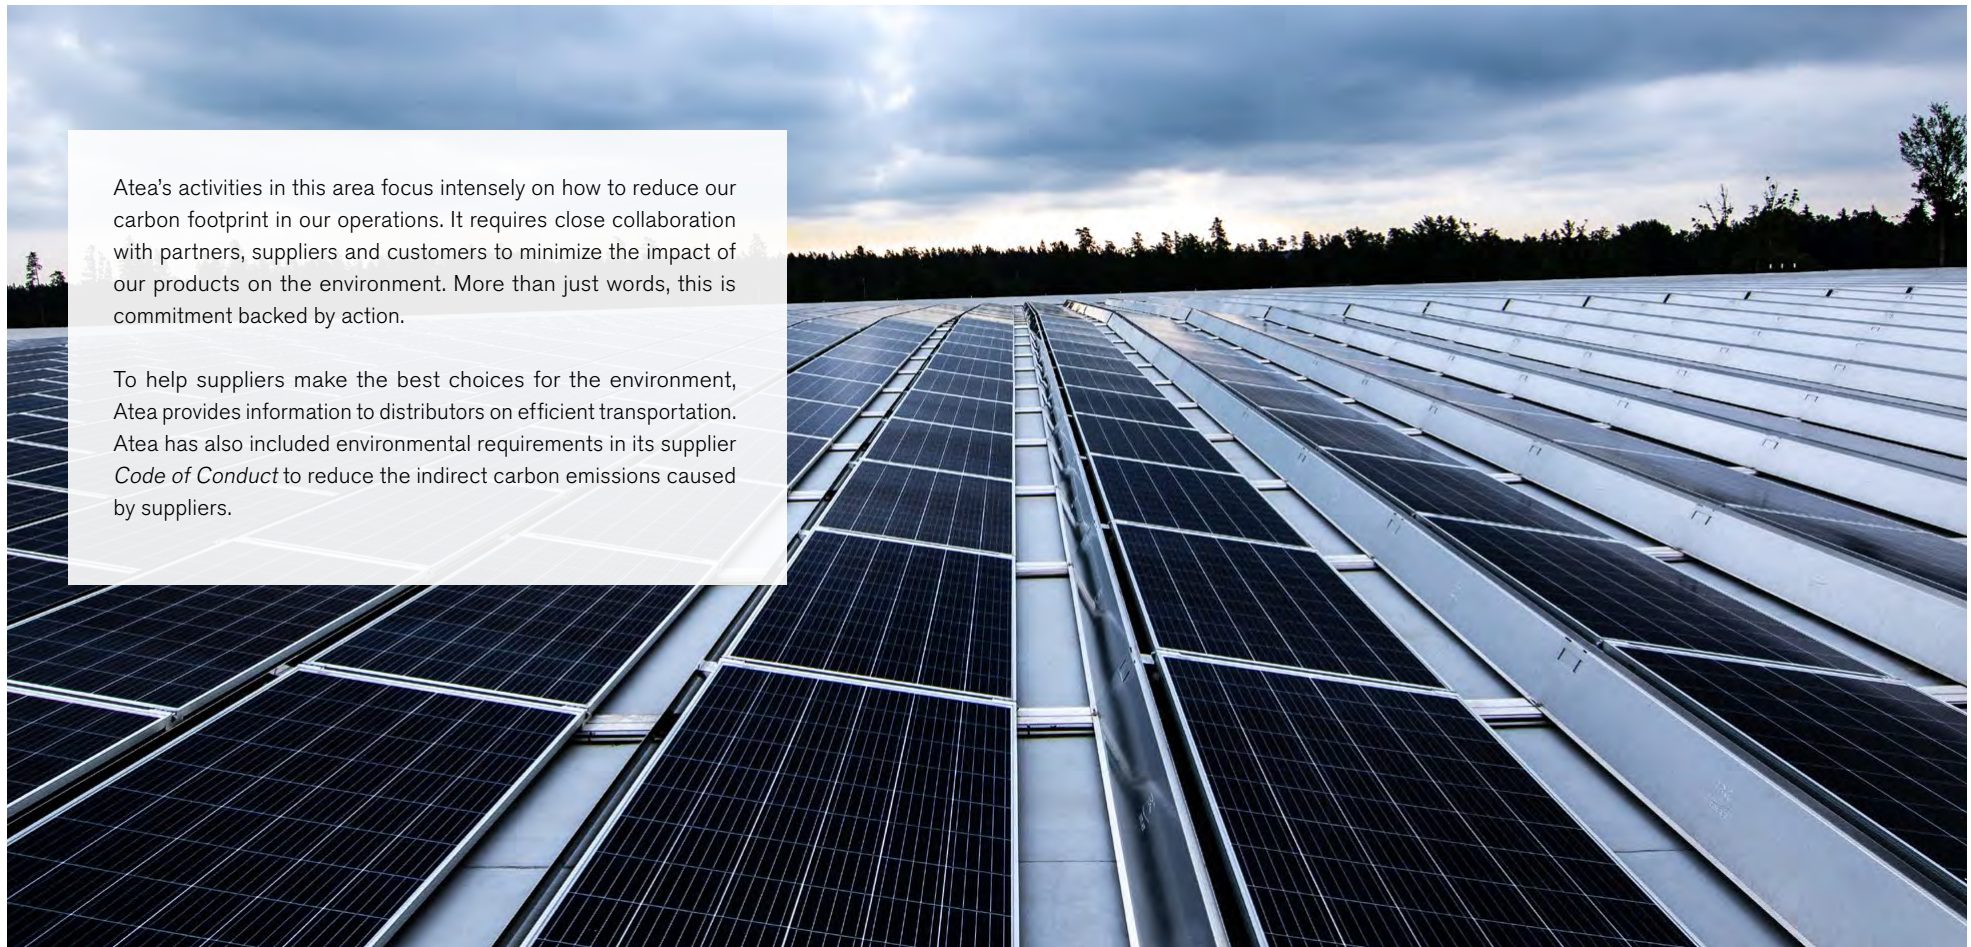 Atea’s activities in this area focus intensely on how to reduce our
carbon footprint in our operations. It requires close collaboration
with partners, suppliers and customers to minimize the impact of
our products on the environment. More than just words, this is
commitment backed by action.
To help suppliers make the best choices for the environment,
Atea provides information to distributors on efficient transportation.
Atea has also included environmental requirements in its supplier
Code of Conduct to reduce the indirect carbon emissions caused
by suppliers.